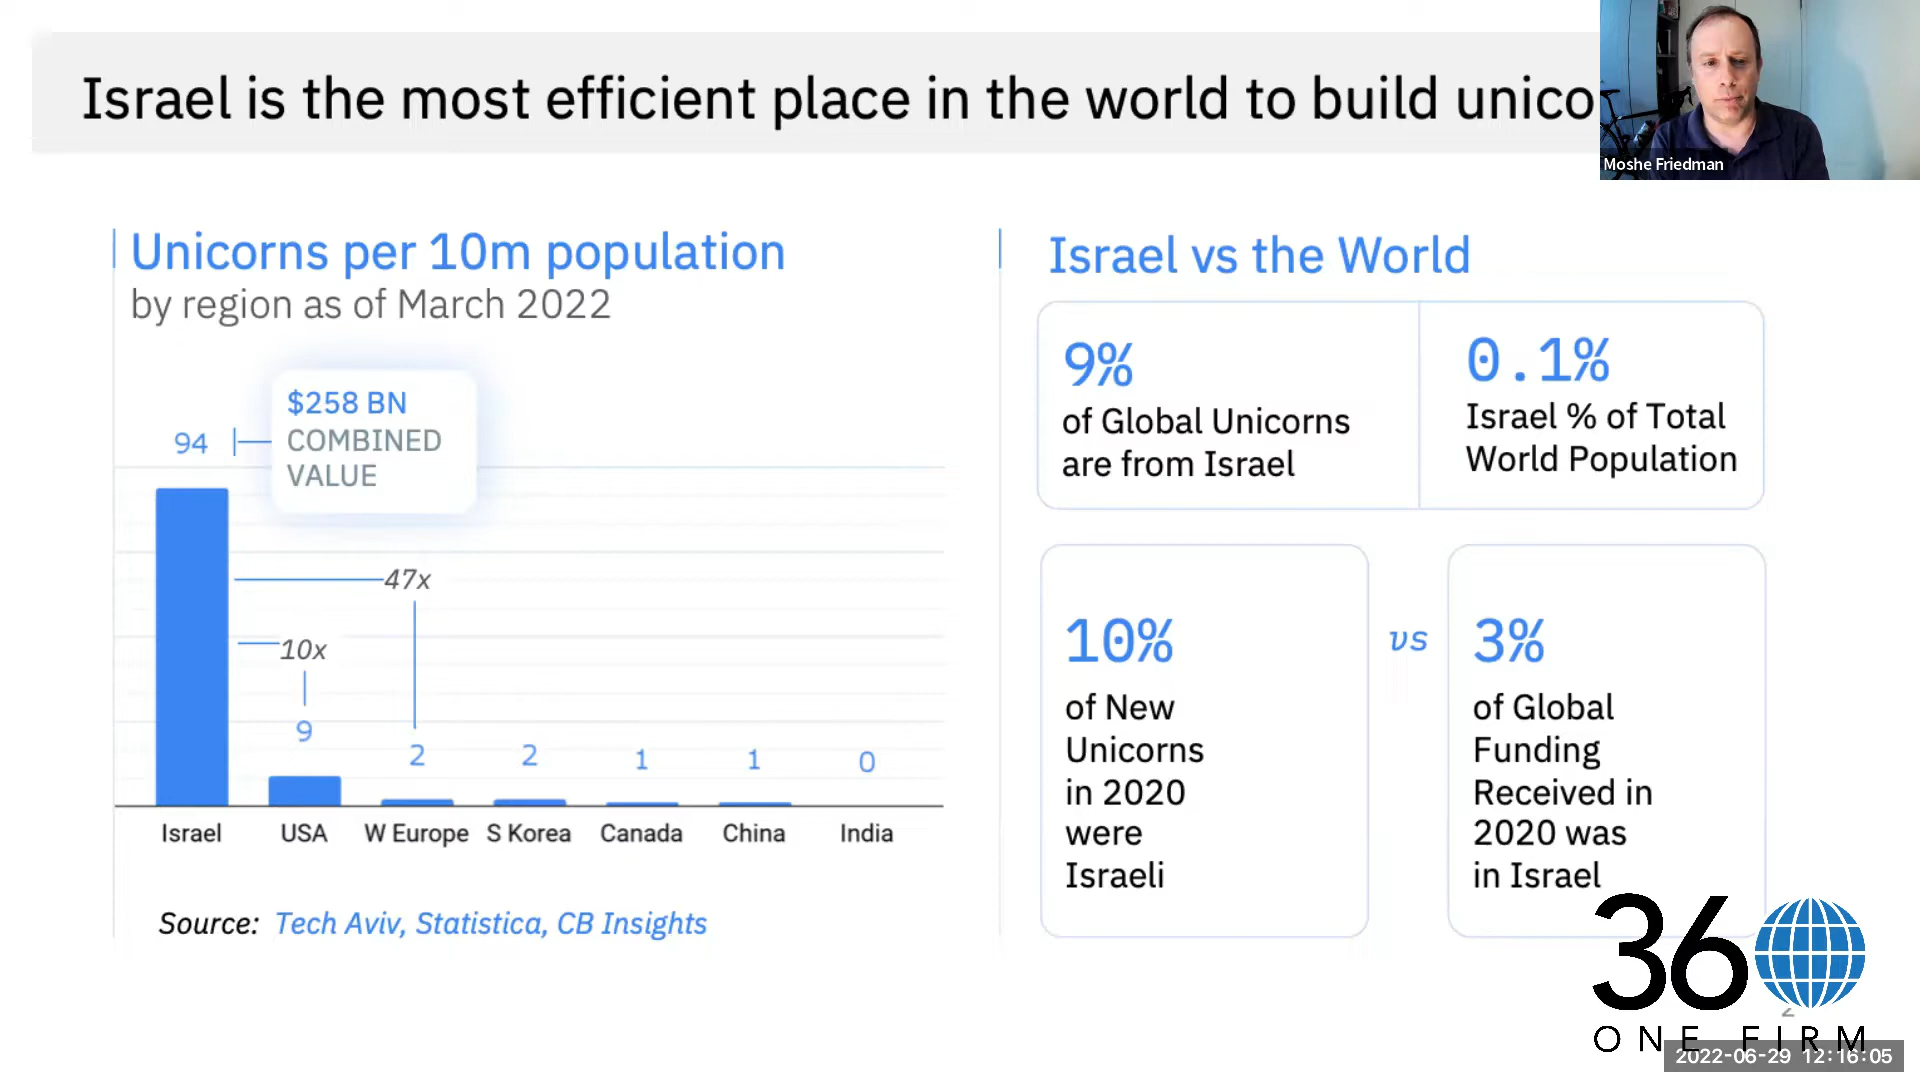 Israel is the most efficient place in the world to build unico
Moshe Friedman
Unicorns per 10m population
by region as of March 2022
$258 BN
COMBINED
VALUE
94
47x
10x
9
2
2
1
1
0
Israel
USA
W Europe
S Korea
Canada
China
India
Source: Tech Aviv, Statistica, CB Insights
Israel vs the World
9%
of Global Unicorns
are from Israel
0.1%
Israel % of Total
World Population
10%
of New
Unicorns
in 2020
were
Israeli
vs
3%
of Global
Funding
Received in
2020 was
in Israel
36
ONE FIRM
2
2022-06-29 12:16:05